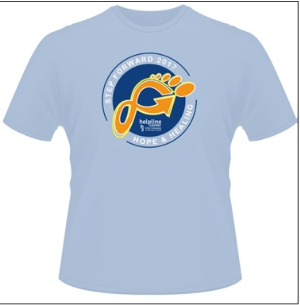 STEP FORWARD 2017
helpline
HOPE & HEALING